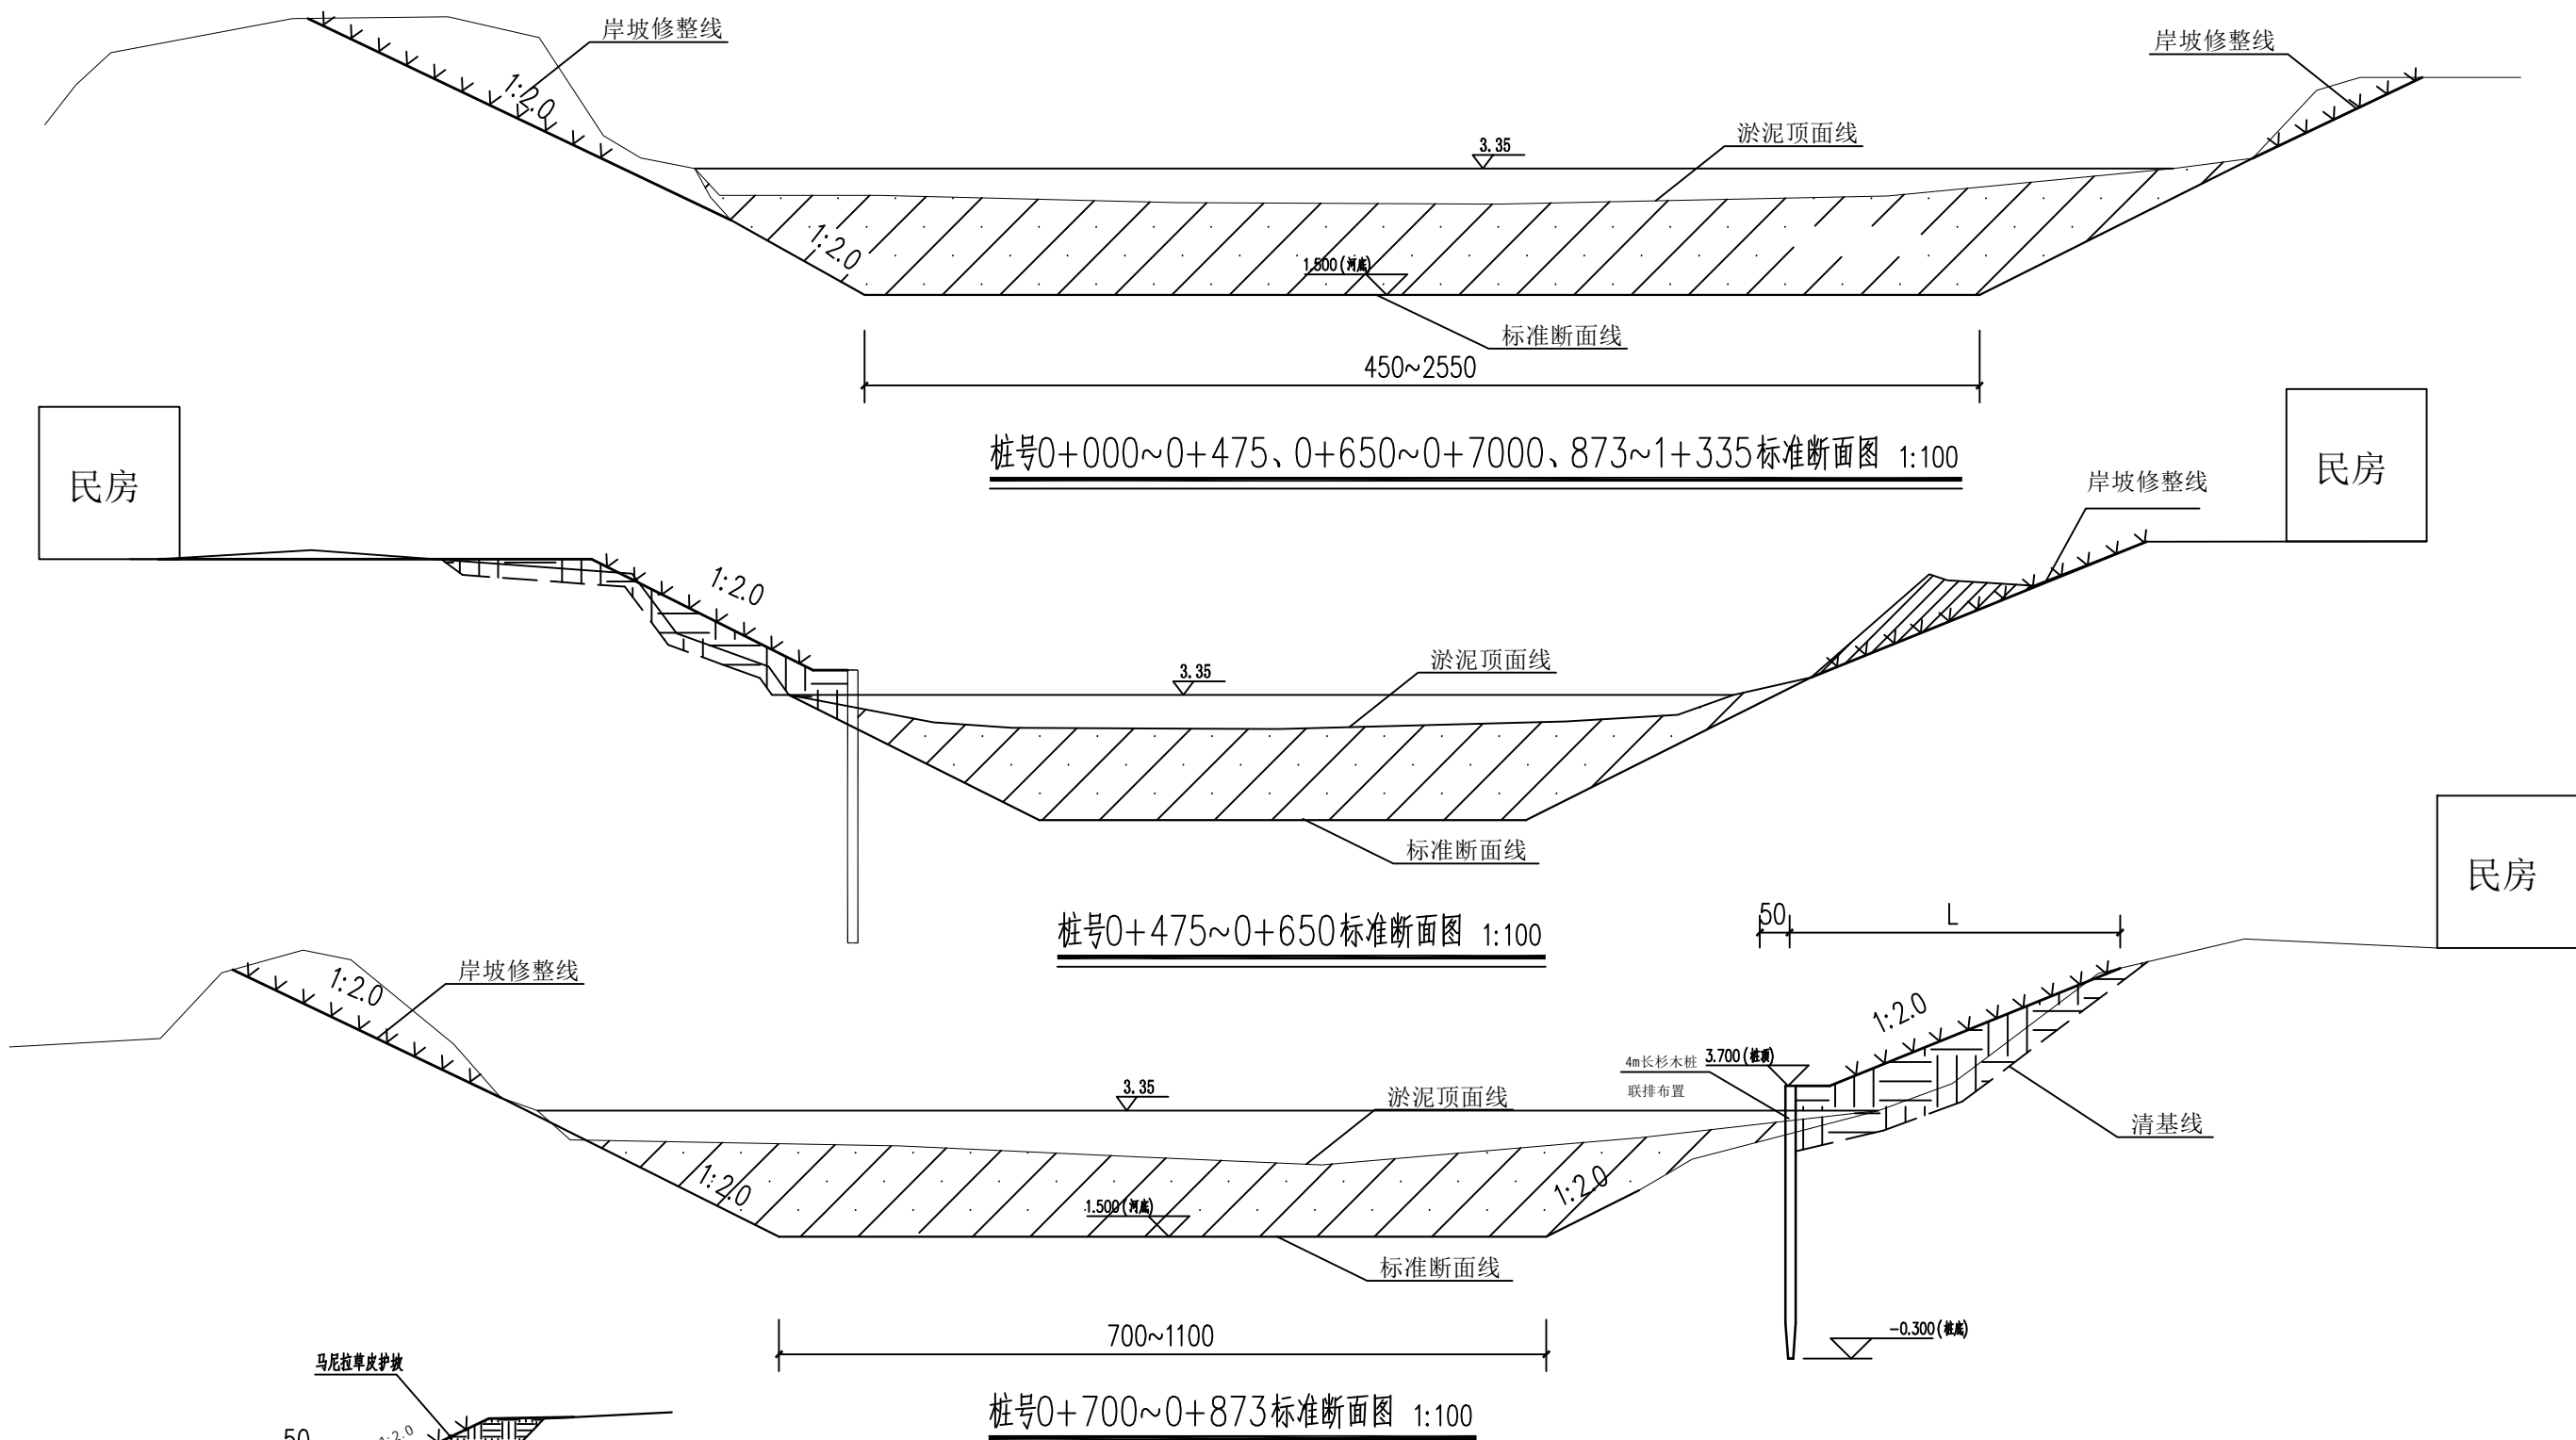 岸坡修整线
岸坡修整线
1:2.0
淤泥顶面线
3.35
1:2.0
1.500(河底)
标准断面线
450~2550
桩号0+000~0+475、0+650~0+7000、873~1+335标准断面图 1:100
民房
民房
岸坡修整线
1:2.0
淤泥顶面线
3.35
标准断面线
民房
桩号0+475~0+650标准断面图 1:100
50
L
岸坡修整线
1:2.0
1:2.0
4m长杉木桩
3.700(桩顶)
联排布置
3.35
淤泥顶面线
清基线
1:2.0
1:2.0
1.500(河底)
标准断面线
700~1100
-0.300(桩底)
马尼拉草皮护坡
桩号0+700~0+873标准断面图 1:100
50
1:2.0